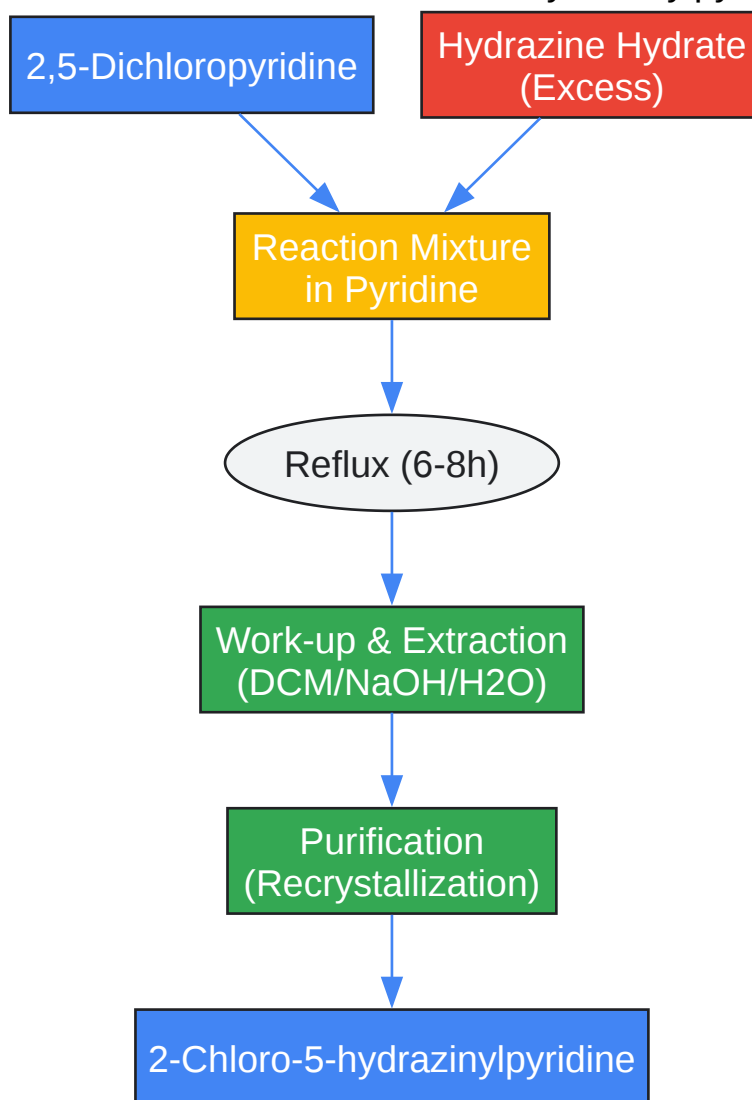 2,5-Dichloropyridine
Hydrazine Hydrate
(Excess)
Reaction Mixture
in Pyridine
Reflux (6-8h)
Work-up & Extraction
(DCM/NaOH/H2O)
Purification
(Recrystallization)
2-Chloro-5-hydrazinylpyridine